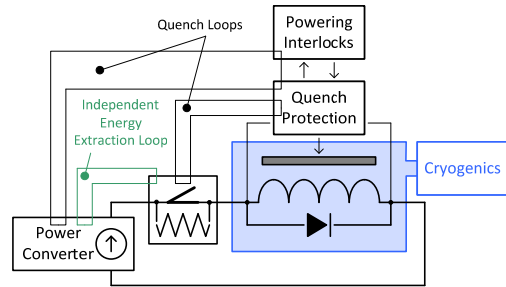 Quench Loops
Powering
Interlocks
Quench
Protection
Independent
Energy
Extraction Loop
Cryogenics
Power
Converter